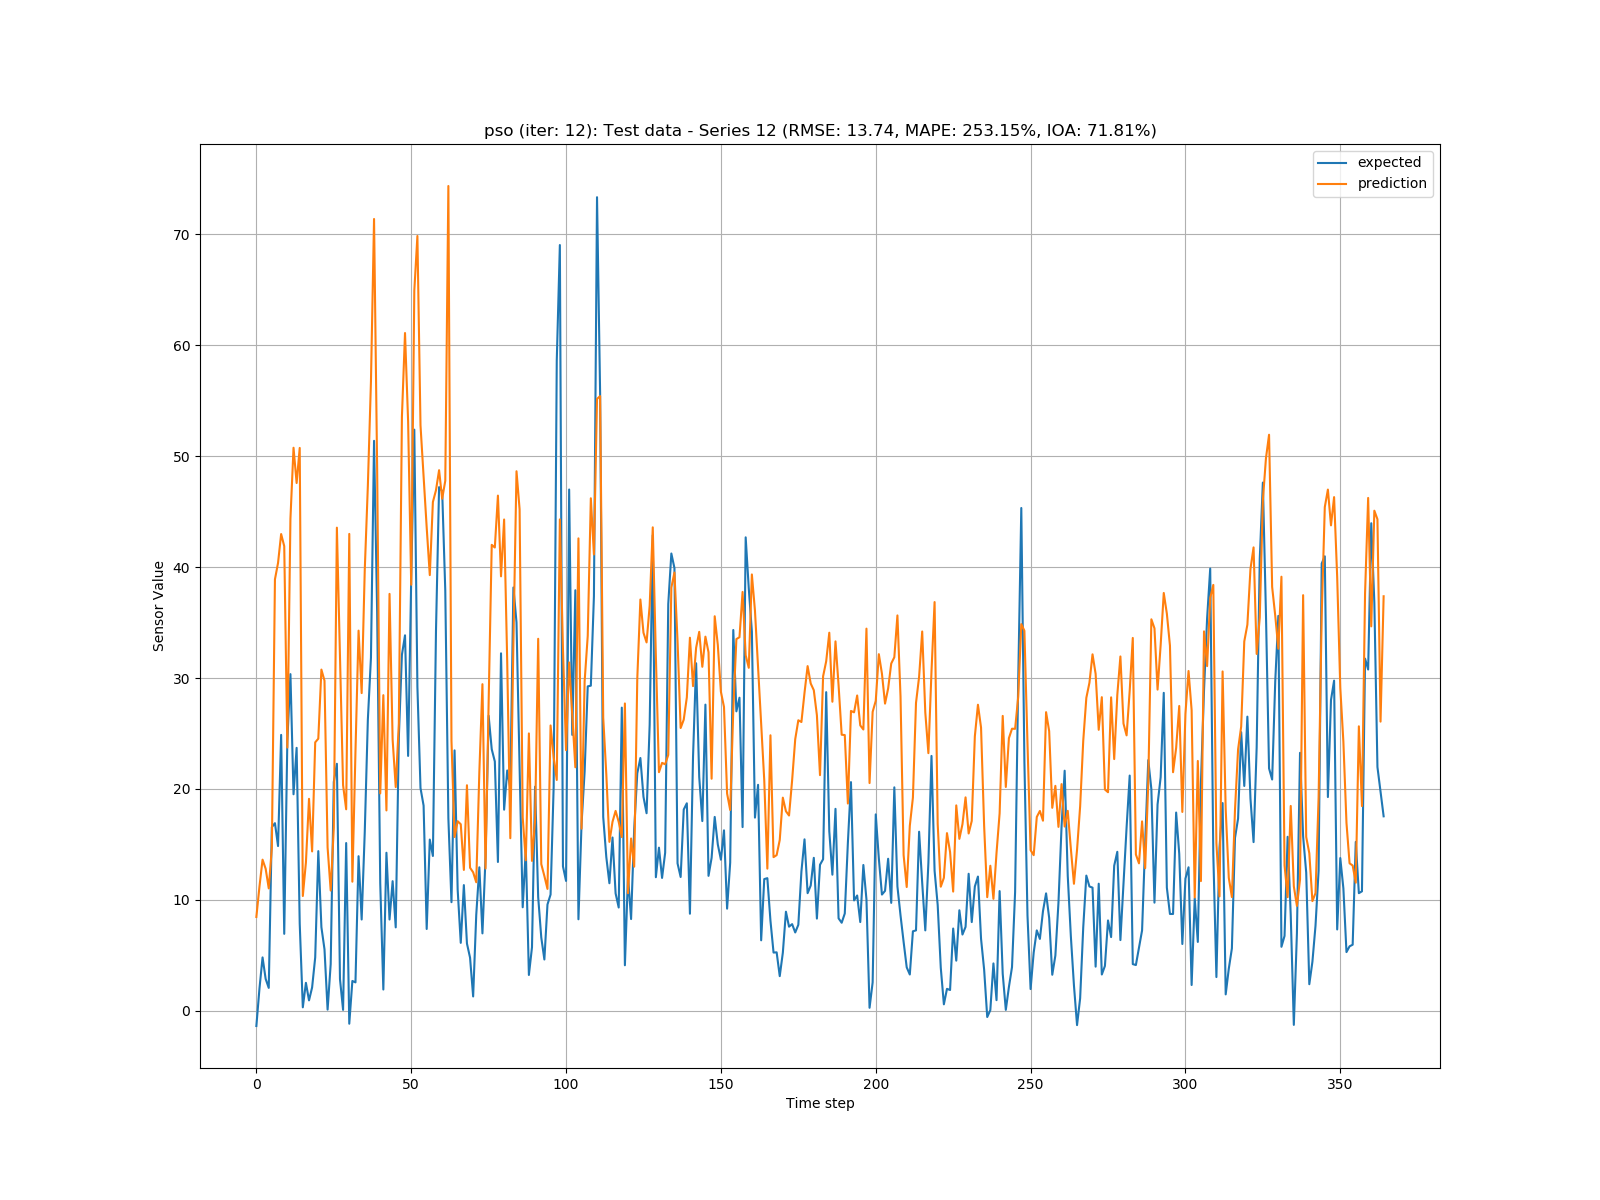 pso (iter: 12): Test data - Series 12 (RMSE: 13.74, MAPE: 253.15%, IOA: 71.81%)
expected
prediction
70
60
50
40
30
20
10
0
Sensor Value
0 50 100 150 200 250 300 350
Time step